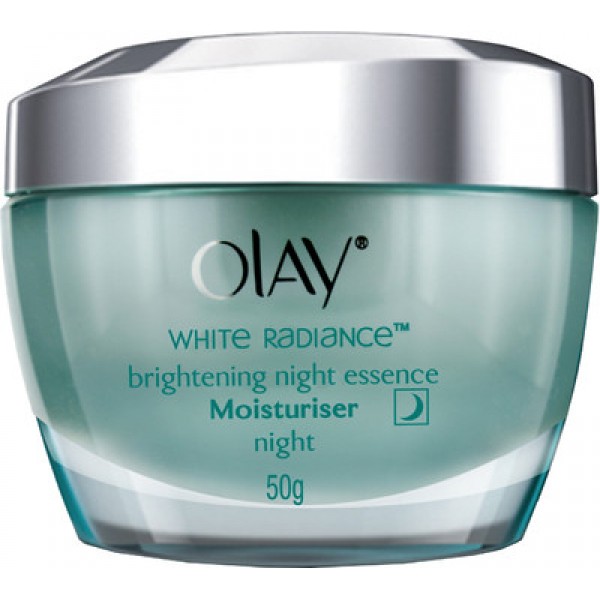 OLAY®
WHITE RADIANCE™
brightening night essence
Moisturiser
night
50g